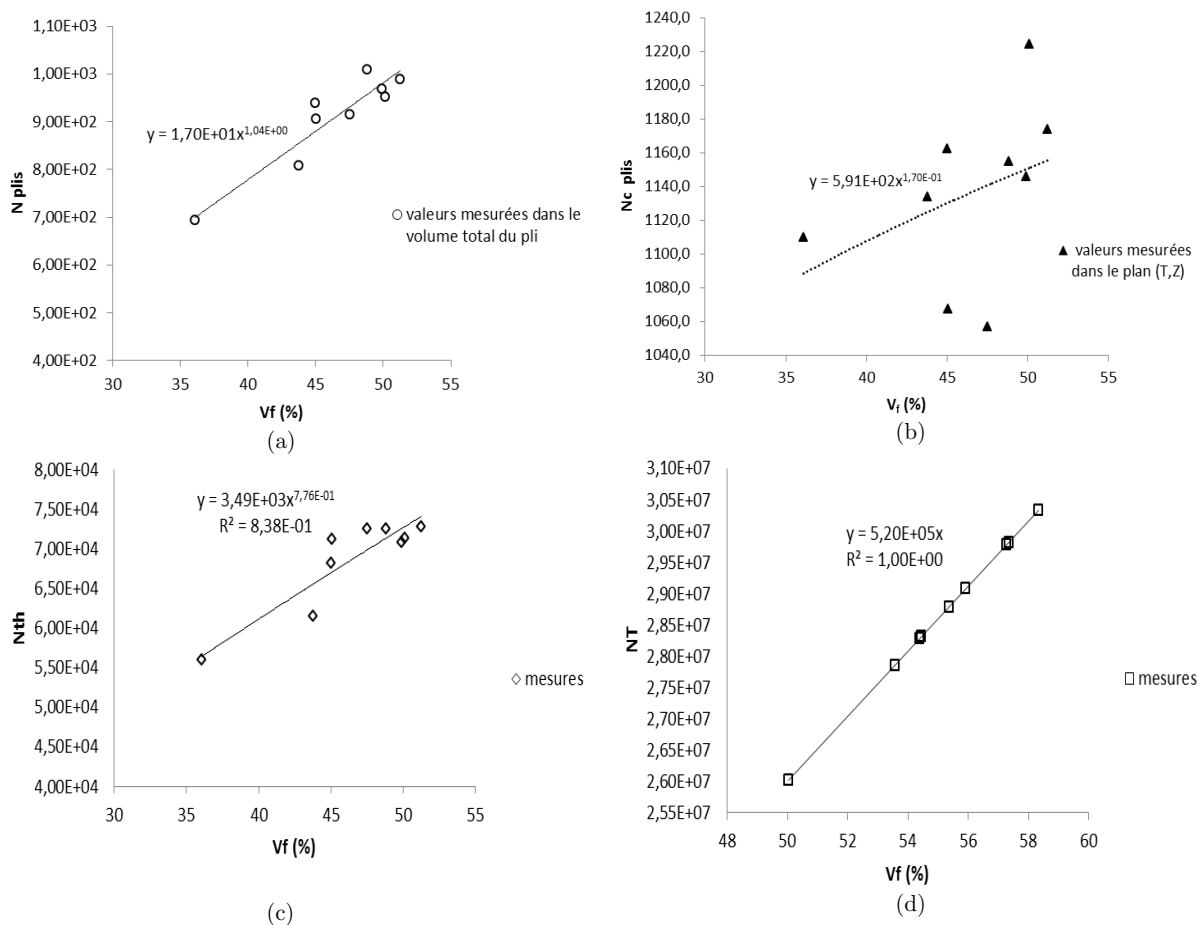 1,10E+03
1,00E+03
9,00E+02
8,00E+02
7,00E+02
6,00E+02
5,00E+02
4,00E+02
N plis
y = 1,70E+01x^1,04E+00
valeurs mesurées dans le
volume total du pli
30 35 40 45 50 55
Vf (%)
(a)
1240,0
1220,0
1200,0
1180,0
1160,0
1140,0
1120,0
1100,0
1080,0
1060,0
1040,0
Nc plis
y = 5,91E+02x^1,70E-01
valeurs mesurées
dans le plan (T,Z)
30 35 40 45 50 55
V_f (%)
(b)
8,00E+04
7,50E+04
7,00E+04
6,50E+04
6,00E+04
5,50E+04
5,00E+04
4,50E+04
4,00E+04
Nth
y = 3,49E+03x^7,76E-01
R² = 8,38E-01
mesures
30 35 40 45 50 55
Vf (%)
(c)
3,10E+07
3,05E+07
3,00E+07
2,95E+07
2,90E+07
2,85E+07
2,80E+07
2,75E+07
2,70E+07
2,65E+07
2,60E+07
2,55E+07
NT
y = 5,20E+05x
R² = 1,00E+00
mesures
48 50 52 54 56 58 60
Vf (%)
(d)